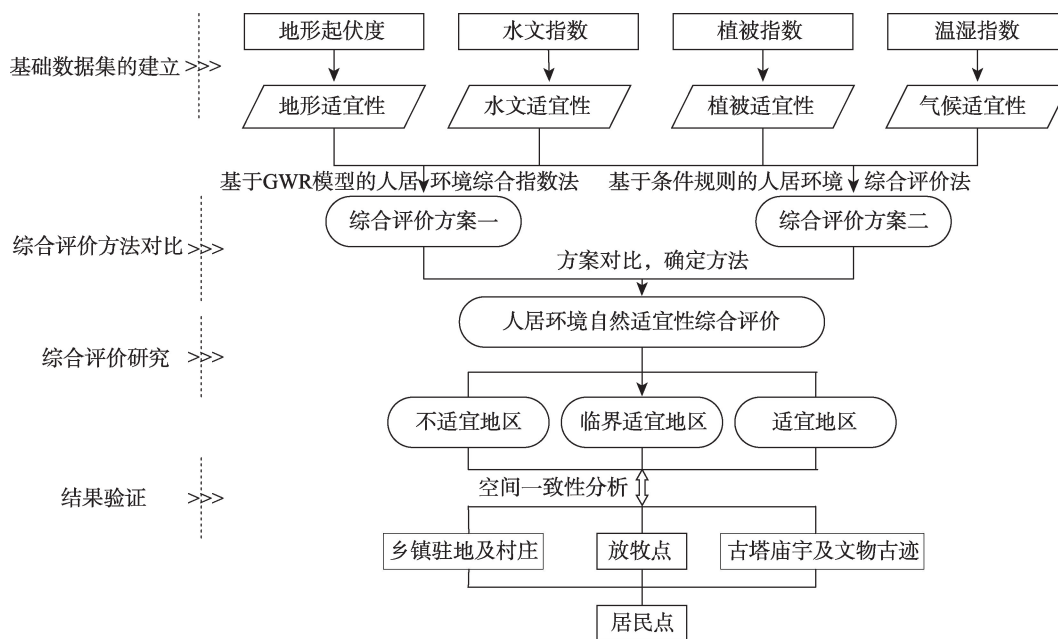 地形起伏度
水文指数
植被指数
温湿指数
基础数据集的建立 >>>
地形适宜性
水文适宜性
植被适宜性
气候适宜性
基于GWR模型的人居环境综合指数法
基于条件规则的人居环境综合评价法
综合评价方案一
综合评价方案二
综合评价方法对比 >>>
方案对比，确定方法
人居环境自然适宜性综合评价
综合评价研究 >>>
不适宜地区
临界适宜地区
适宜地区
空间一致性分析
结果验证 >>>
乡镇驻地及村庄
放牧点
古塔庙宇及文物古迹
居民点